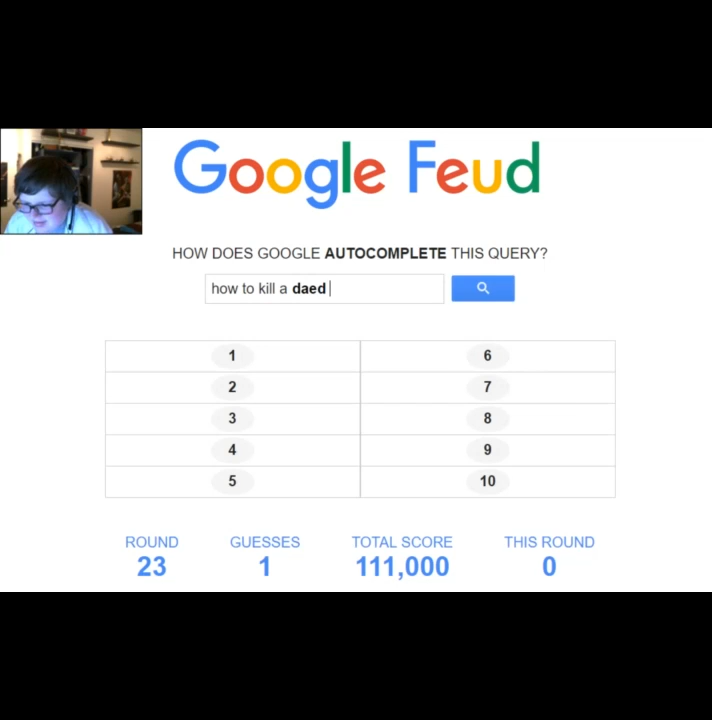 Google Feud
HOW DOES GOOGLE AUTOCOMPLETE THIS QUERY?
how to kill a daed
1 6
2 7
3 8
4 9
5 10
ROUND GUESSES TOTAL SCORE THIS ROUND
23 1 111,000 0